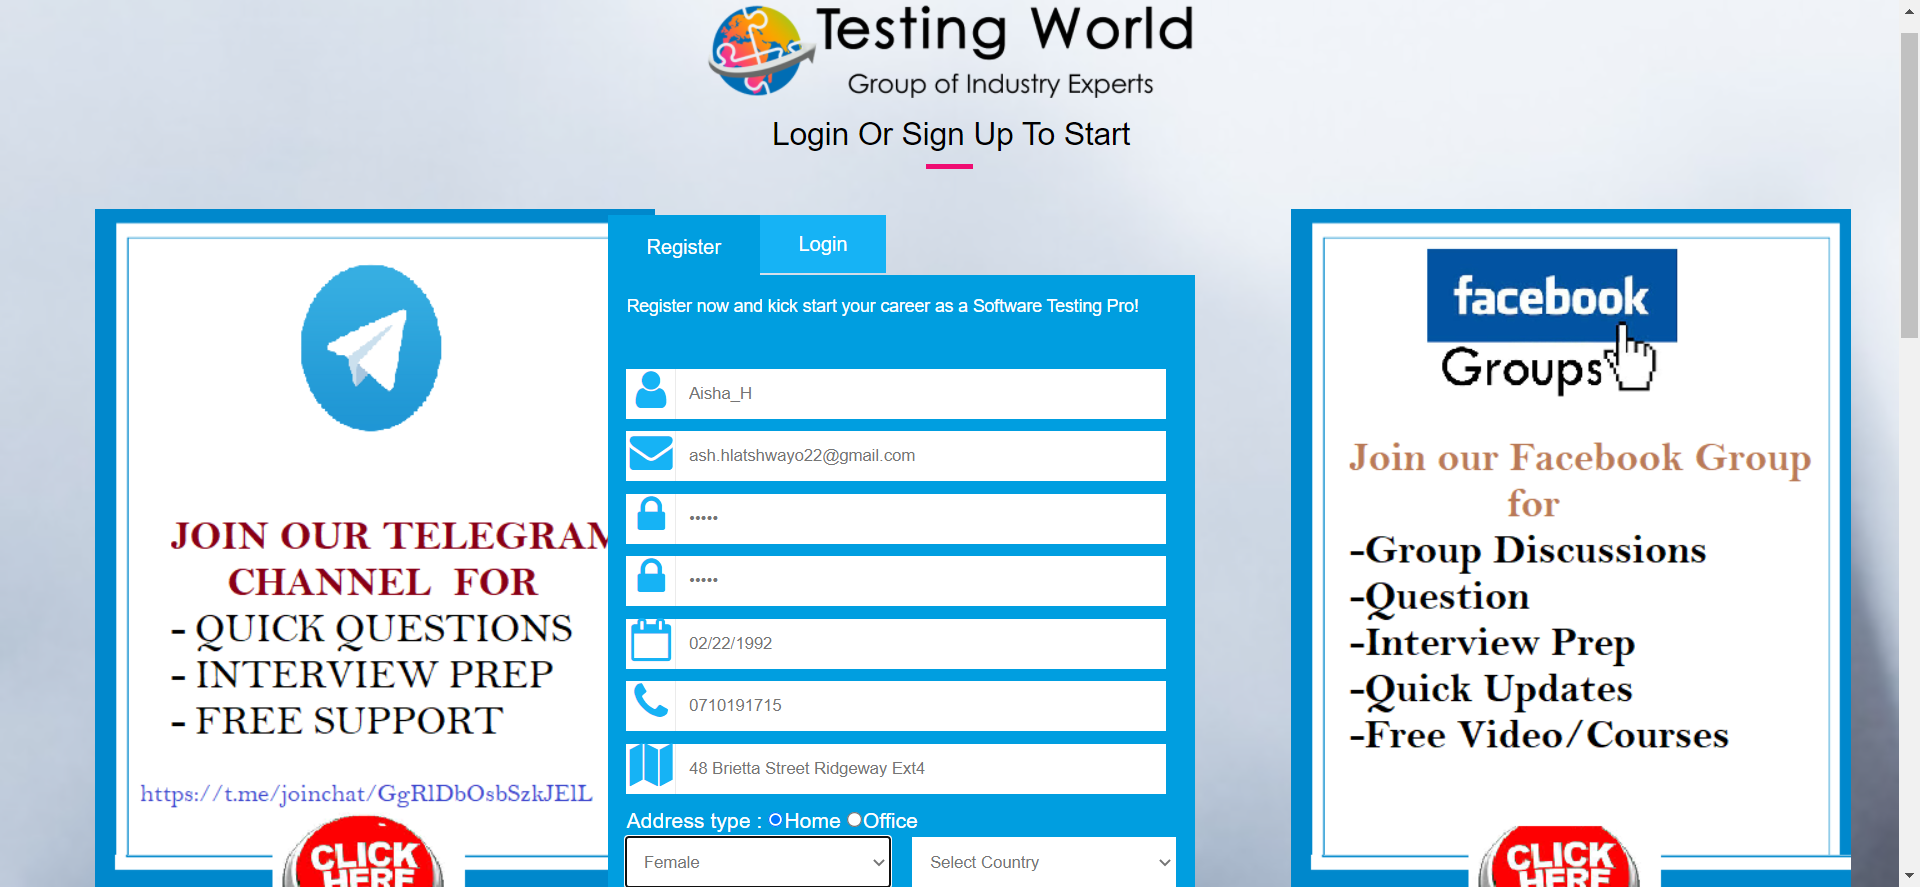 Testing World
Group of Industry Experts
Login Or Sign Up To Start
JOIN OUR TELEGRAM
CHANNEL FOR
- QUICK QUESTIONS
- INTERVIEW PREP
- FREE SUPPORT
https://t.me/joinchat/GgRlDbOsbSzkJElL
CLICK
HERE
Register
Login
Register now and kick start your career as a Software Testing Pro!
Aisha_H
ash.hlatshwayo22@gmail.com
•••••
•••••
02/22/1992
0710191715
48 Brietta Street Ridgeway Ext4
Address type : Home Office
Female
Select Country
facebook
Groups
Join our Facebook Group
for
-Group Discussions
-Question
-Interview Prep
-Quick Updates
-Free Video/Courses
CLICK
HERE